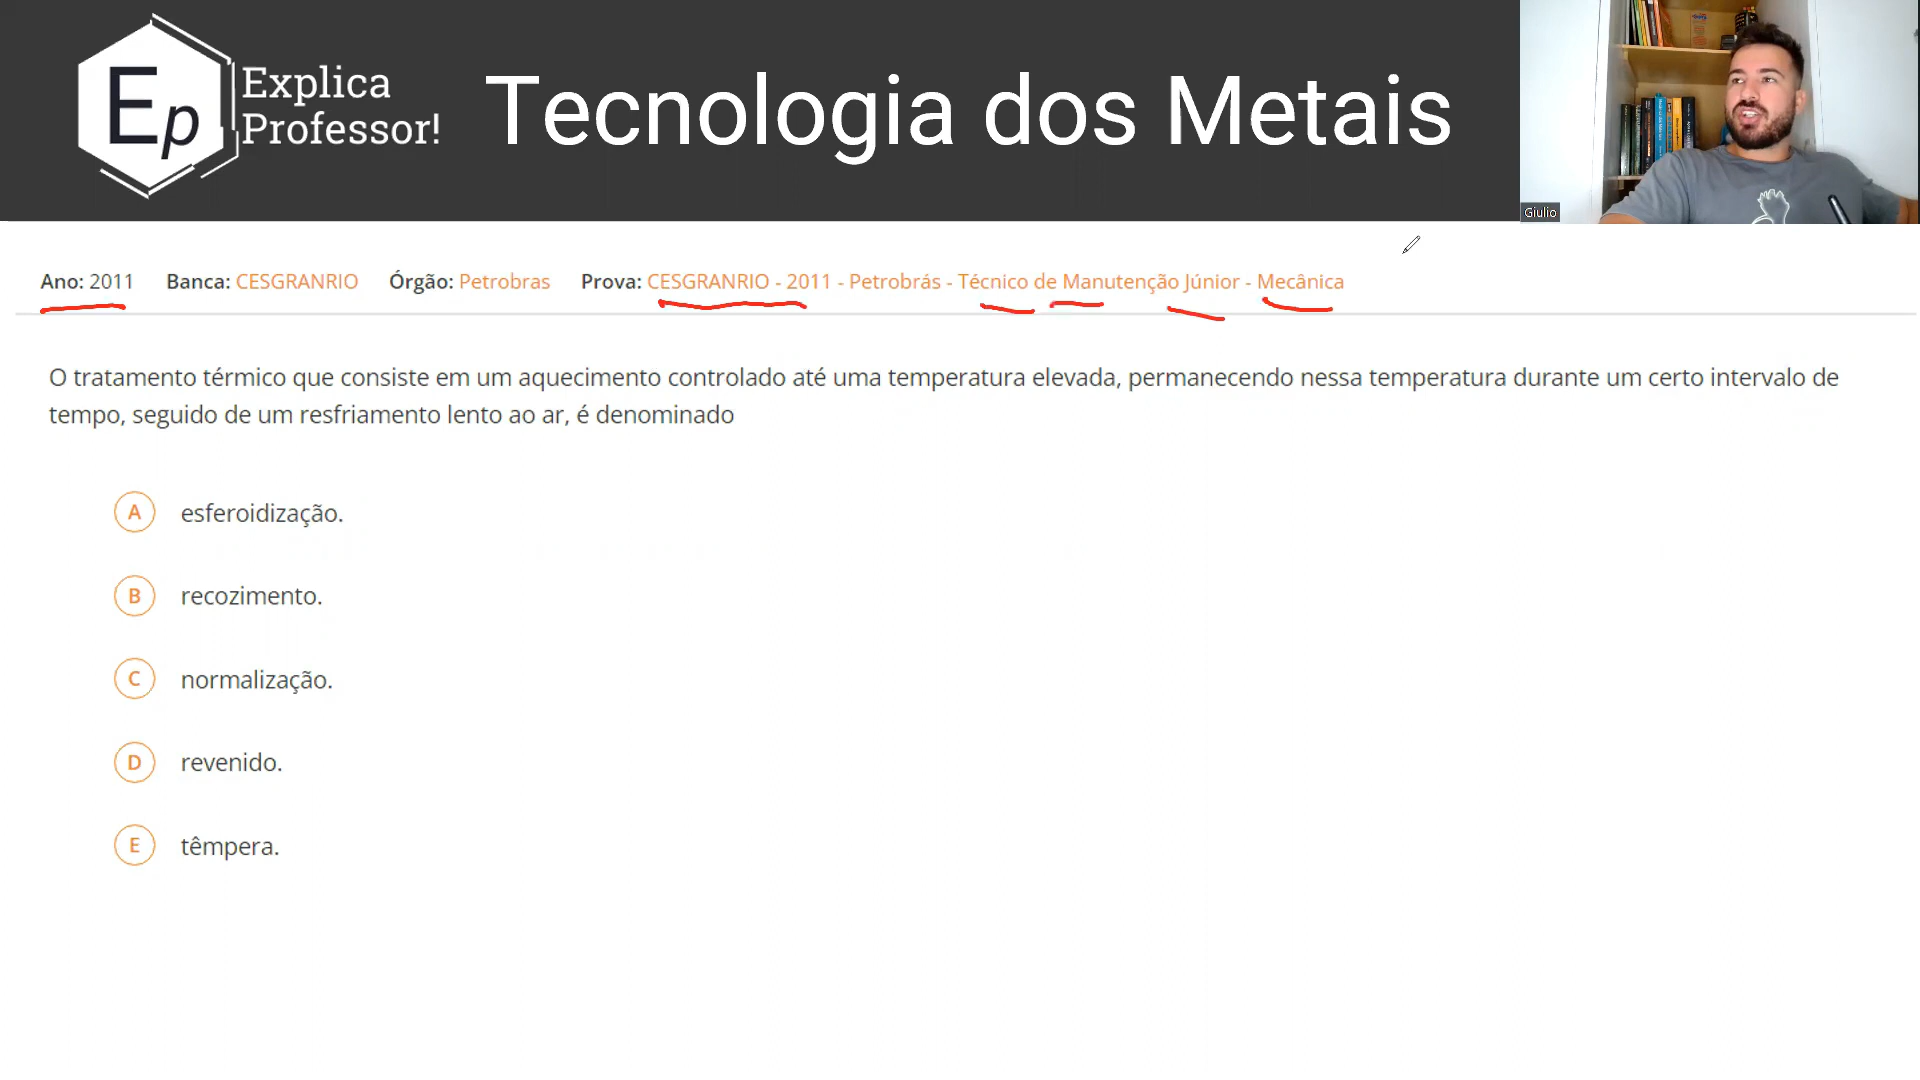 Ep Explica
Professor!
Tecnologia dos Metais
Giulio
Ano: 2011 Banca: CESGRANRIO Órgão: Petrobras Prova: CESGRANRIO - 2011 - Petrobrás - Técnico de Manutenção Júnior - Mecânica
O tratamento térmico que consiste em um aquecimento controlado até uma temperatura elevada, permanecendo nessa temperatura durante um certo intervalo de
tempo, seguido de um resfriamento lento ao ar, é denominado
A esferoidização.
B recozimento.
C normalização.
D revenido.
E têmpera.